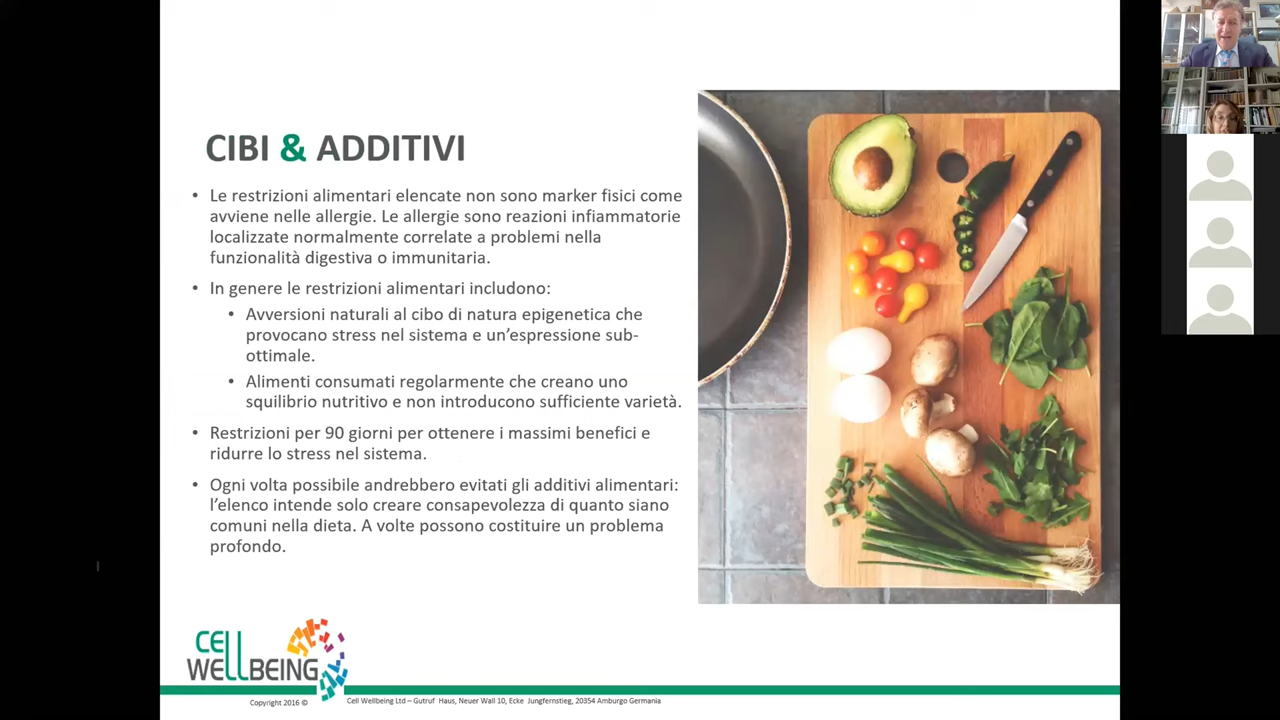 CIBI & ADDITIVI
• Le restrizioni alimentari elencate non sono marker fisici come
avviene nelle allergie. Le allergie sono reazioni infiammatorie
localizzate normalmente correlate a problemi nella
funzionalità digestiva o immunitaria.
• In genere le restrizioni alimentari includono:
• Avversioni naturali al cibo di natura epigenetica che
provocano stress nel sistema e un’espressione sub-
ottimale.
• Alimenti consumati regolarmente che creano uno
squilibrio nutritivo e non introducono sufficiente varietà.
• Restrizioni per 90 giorni per ottenere i massimi benefici e
ridurre lo stress nel sistema.
• Ogni volta possibile andrebbero evitati gli additivi alimentari:
l’elenco intende solo creare consapevolezza di quanto siano
comuni nella dieta. A volte possono costituire un problema
profondo.
CELL
WELLBEING
Copyright 2016 ©
Cell Wellbeing Ltd – Gutruf Haus, Neuer Wall 10, Ecke Jungfernstieg, 20354 Amburgo Germania